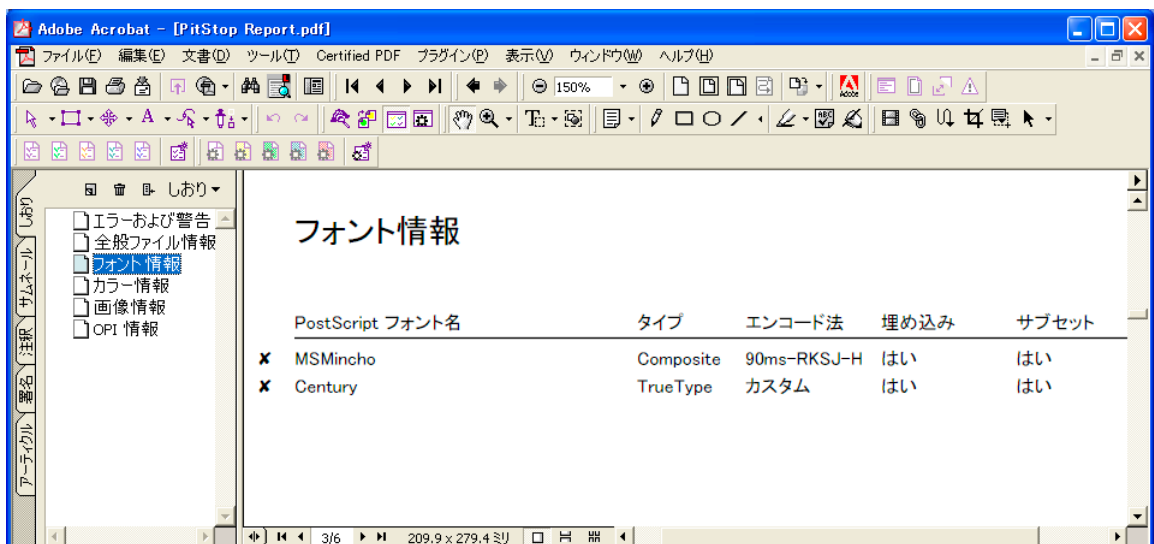 Adobe Acrobat - [PitStop Report.pdf]
ファイル(F) 編集(E) 文書(D) ツール(T) Certified PDF プラグイン(P) 表示(V) ウィンドウ(W) ヘルプ(H)
150%
しおり
しおり
サムネール
注釈
署名
アーティクル
エラーおよび警告
全般ファイル情報
フォント情報
カラー情報
画像情報
OPI 情報
フォント情報
PostScript フォント名 タイプ エンコード法 埋め込み サブセット
✘ MSMincho Composite 90ms-RKSJ-H はい はい
✘ Century TrueType カスタム はい はい
3/6 209.9 x 279.4 ミリ